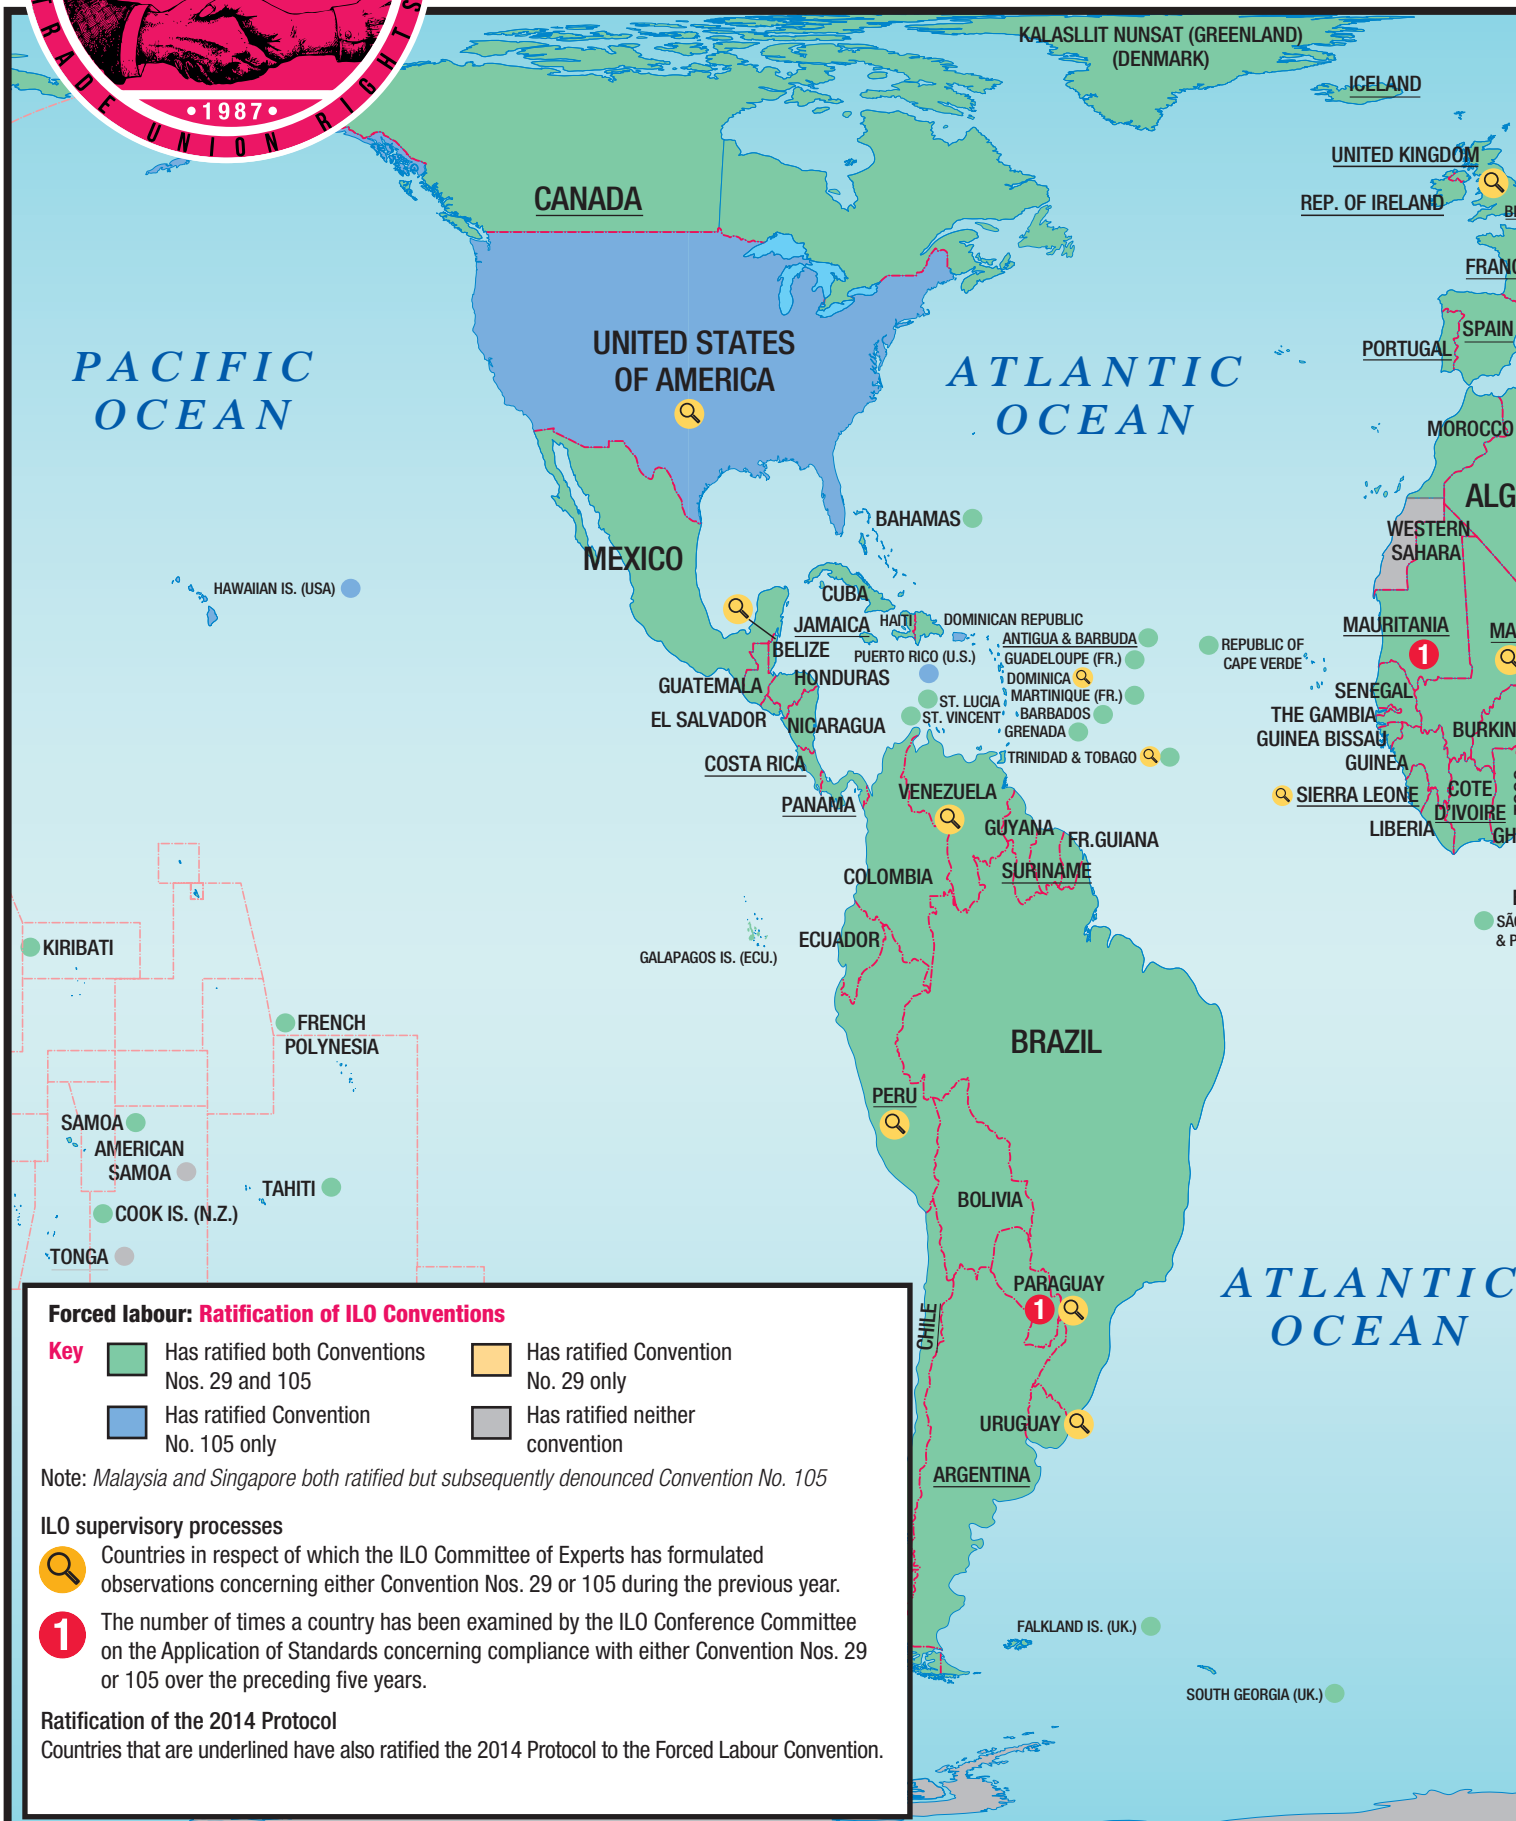 TRADE UNION RIGHTS
•1987•
KALASLLIT NUNSAT (GREENLAND)
(DENMARK)
ICELAND
UNITED KINGDOM
REP. OF IRELAND
BE
FRANC
SPAIN
PORTUGAL
CANADA
UNITED STATES
OF AMERICA
PACIFIC
OCEAN
ATLANTIC
OCEAN
MOROCCO
ALG
WESTERN
SAHARA
BAHAMAS
MEXICO
HAWAIIAN IS. (USA)
CUBA
JAMAICA
HAITI
DOMINICAN REPUBLIC
ANTIGUA & BARBUDA
BELIZE
PUERTO RICO (U.S.)
GUADELOUPE (FR.)
REPUBLIC OF
CAPE VERDE
MAURITANIA
1
MA
HONDURAS
DOMINICA
GUATEMALA
MARTINIQUE (FR.)
ST. LUCIA
ST. VINCENT
BARBADOS
EL SALVADOR
NICARAGUA
GRENADA
SENEGAL
THE GAMBIA
GUINEA BISSAU
BURKIN
GUINEA
COSTA RICA
TRINIDAD & TOBAGO
PANAMA
VENEZUELA
SIERRA LEONE
COTE
D'IVOIRE
LIBERIA
GH
GUYANA
FR.GUIANA
COLOMBIA
SURINAME
SÃO
& P
ECUADOR
GALAPAGOS IS. (ECU.)
KIRIBATI
FRENCH
POLYNESIA
BRAZIL
PERU
SAMOA
AMERICAN
SAMOA
TAHITI
COOK IS. (N.Z.)
TONGA
BOLIVIA
PARAGUAY
1
CHILE
ATLANTIC
OCEAN
URUGUAY
ARGENTINA
FALKLAND IS. (UK.)
SOUTH GEORGIA (UK.)
Forced labour: Ratification of ILO Conventions
Key
Has ratified both Conventions
Nos. 29 and 105
Has ratified Convention
No. 29 only
Has ratified Convention
No. 105 only
Has ratified neither
convention
Note: Malaysia and Singapore both ratified but subsequently denounced Convention No. 105
ILO supervisory processes
Countries in respect of which the ILO Committee of Experts has formulated
observations concerning either Convention Nos. 29 or 105 during the previous year.
1
The number of times a country has been examined by the ILO Conference Committee
on the Application of Standards concerning compliance with either Convention Nos. 29
or 105 over the preceding five years.
Ratification of the 2014 Protocol
Countries that are underlined have also ratified the 2014 Protocol to the Forced Labour Convention.